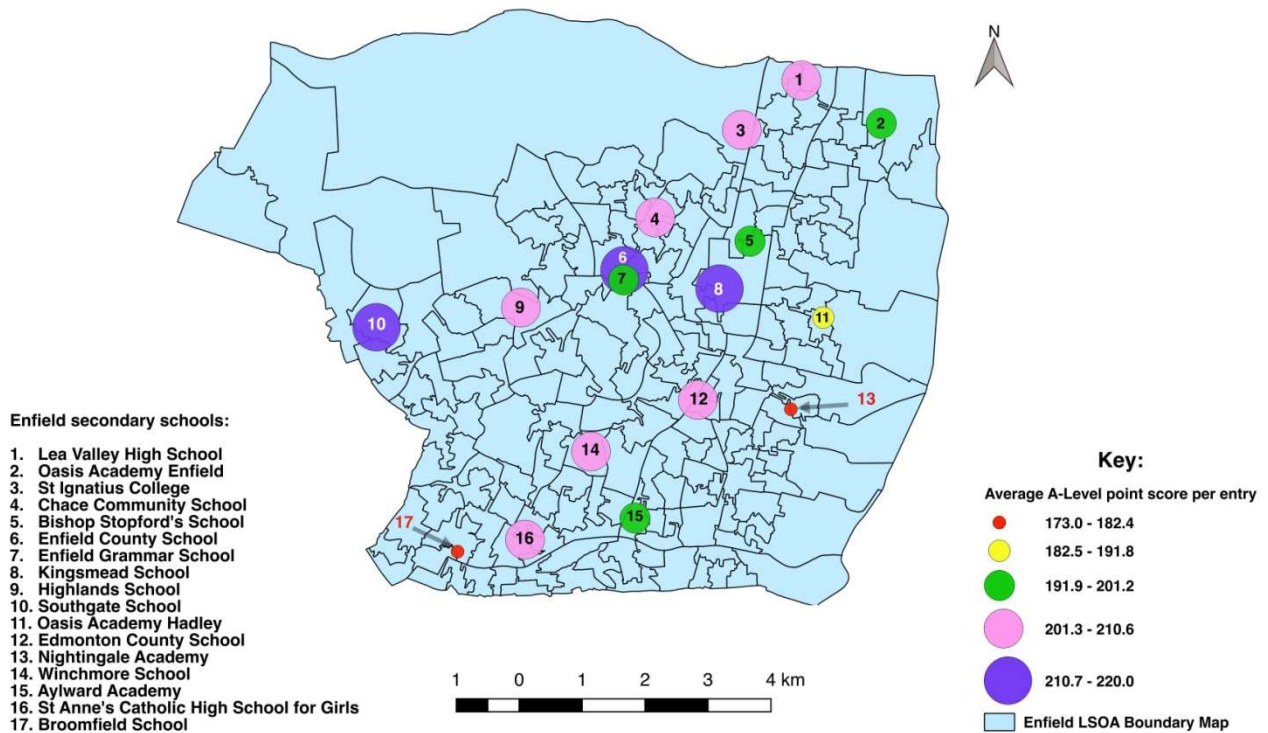 N
1
2
3
4
5
6
7
8
9
10
11
12
13
14
15
16
17
Enfield secondary schools:
1. Lea Valley High School
2. Oasis Academy Enfield
3. St Ignatius College
4. Chace Community School
5. Bishop Stopford's School
6. Enfield County School
7. Enfield Grammar School
8. Kingsmead School
9. Highlands School
10. Southgate School
11. Oasis Academy Hadley
12. Edmonton County School
13. Nightingale Academy
14. Winchmore School
15. Aylward Academy
16. St Anne's Catholic High School for Girls
17. Broomfield School
1 0 1 2 3 4 km
Key:
Average A-Level point score per entry
173.0 - 182.4
182.5 - 191.8
191.9 - 201.2
201.3 - 210.6
210.7 - 220.0
Enfield LSOA Boundary Map